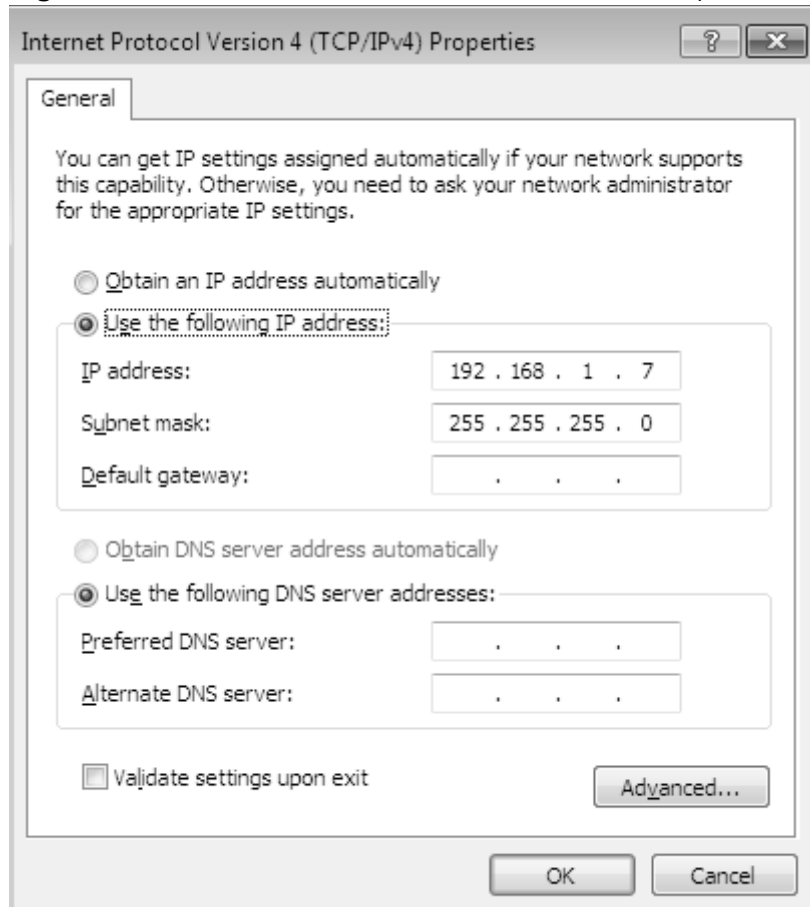 Internet Protocol Version 4 (TCP/IPv4) Properties
General
You can get IP settings assigned automatically if your network supports
this capability. Otherwise, you need to ask your network administrator
for the appropriate IP settings.
Obtain an IP address automatically
Use the following IP address:
IP address: 192 . 168 . 1 . 7
Subnet mask: 255 . 255 . 255 . 0
Default gateway: . . .
Obtain DNS server address automatically
Use the following DNS server addresses:
Preferred DNS server: . . .
Alternate DNS server: . . .
Validate settings upon exit
Advanced...
OK Cancel